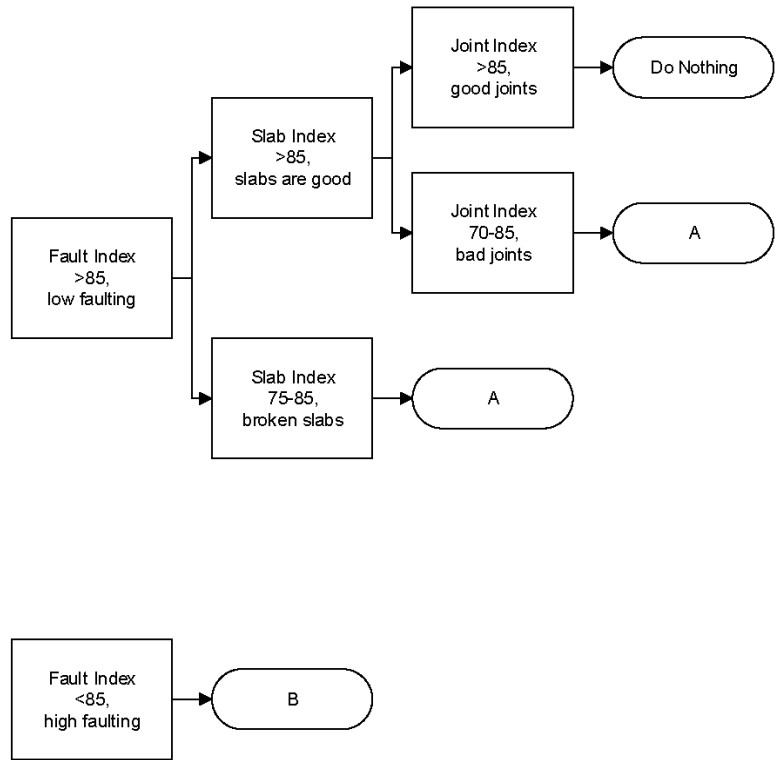 Joint Index
>85,
good joints
Do Nothing
Slab Index
>85,
slabs are good
Joint Index
70-85,
bad joints
A
Fault Index
>85,
low faulting
Slab Index
75-85,
broken slabs
A
Fault Index
<85,
high faulting
B